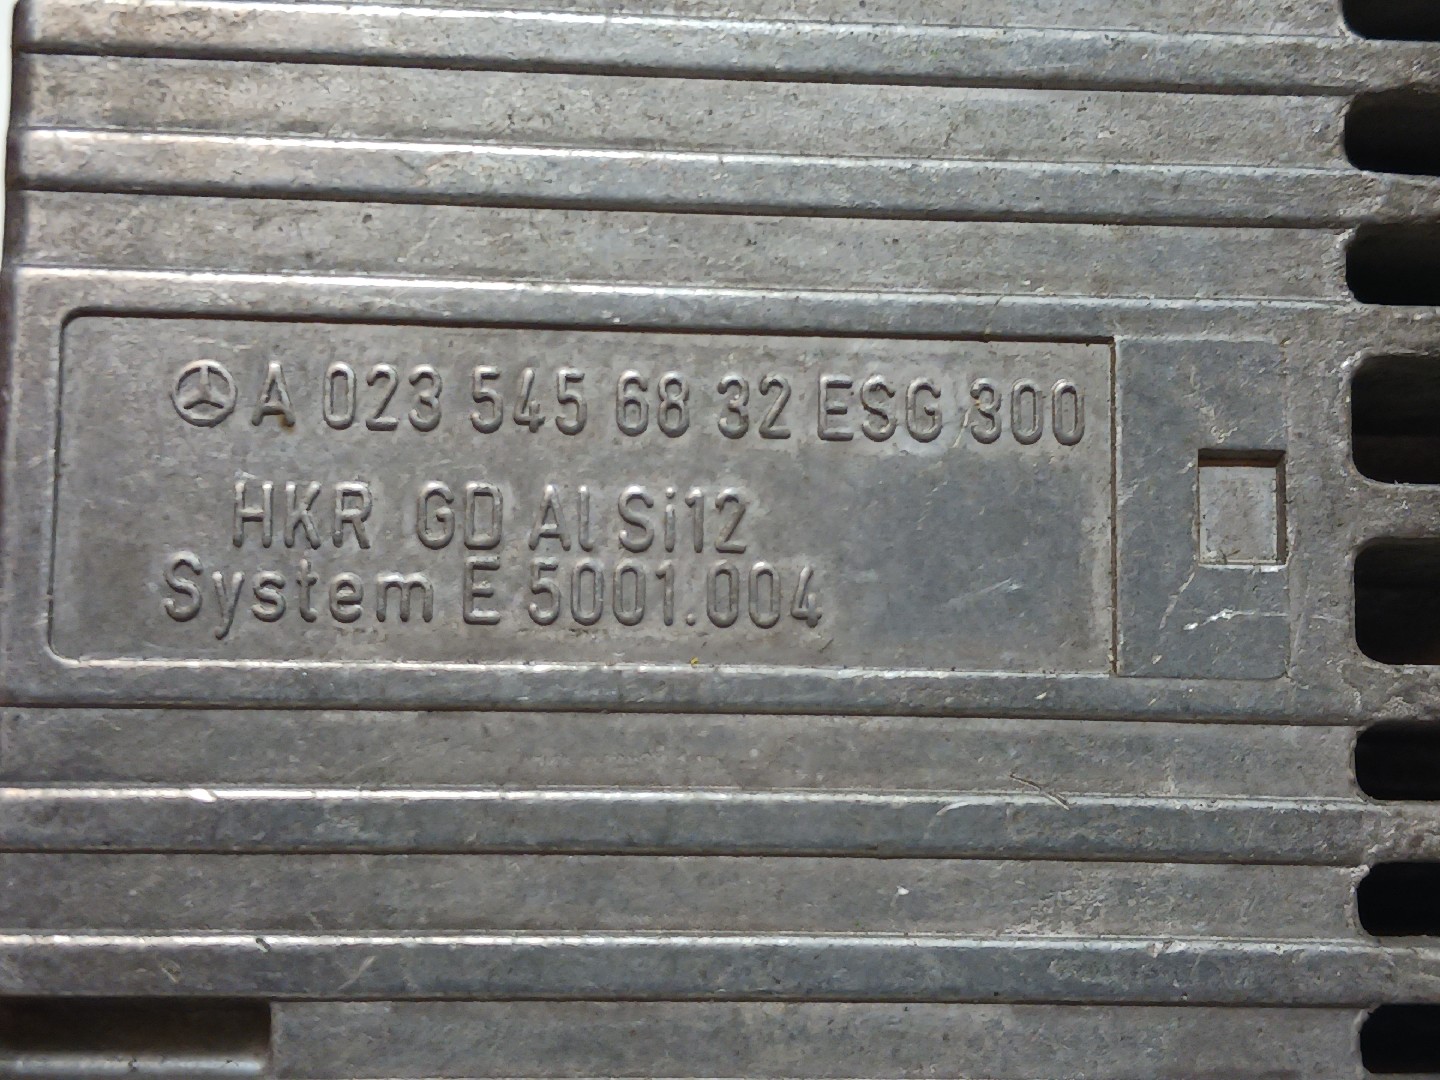 A 023 545 68 32 ESG 300
HKR GD Al Si12
System E 5001.004